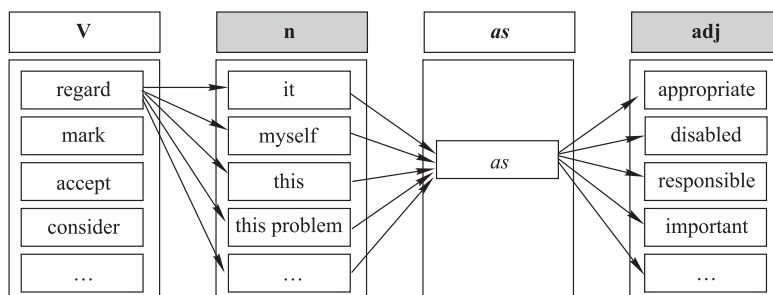 V n as adj
regard it appropriate
mark myself disabled
accept this as responsible
consider this problem important
… … …